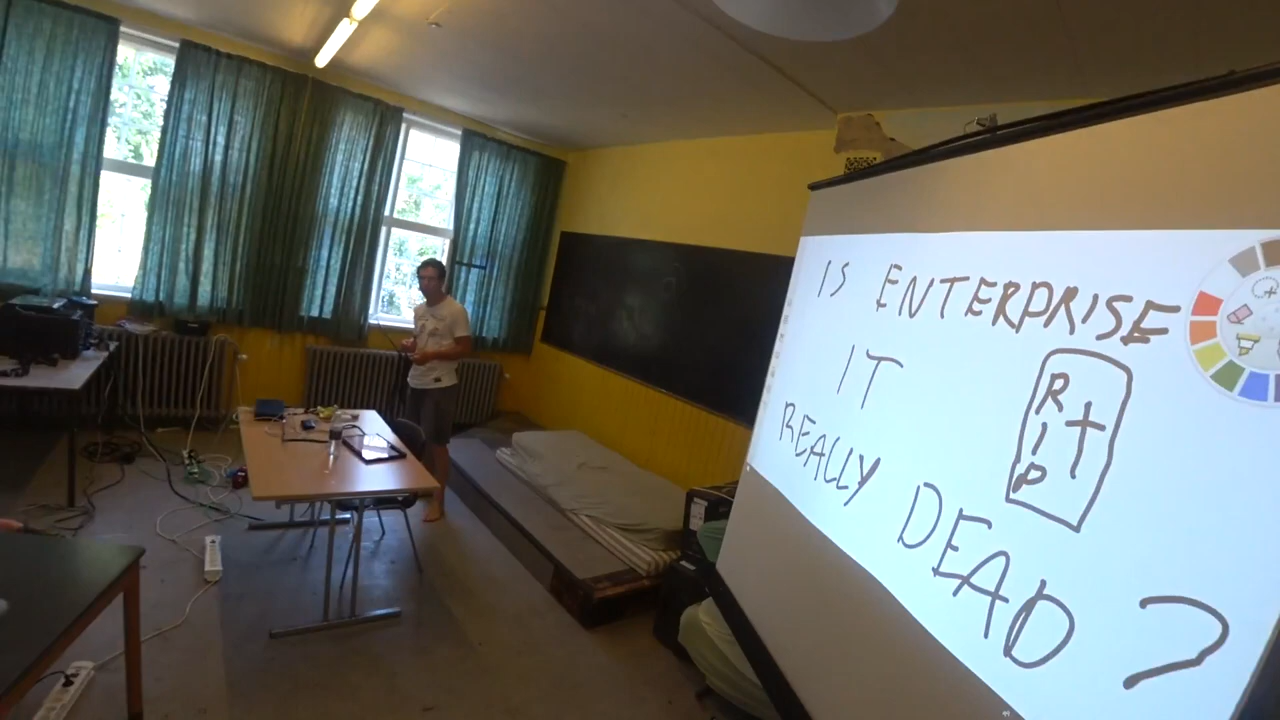 IS ENTERPRISE
IT
REALLY
DEAD?
RIP